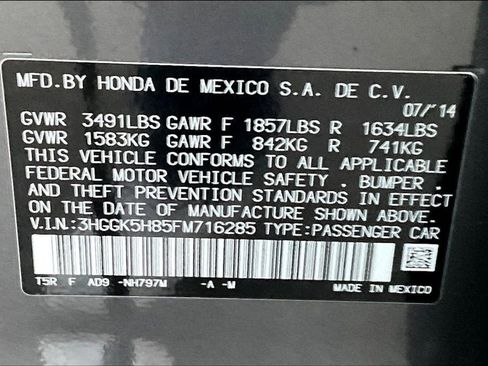 MFD.BY HONDA DE MEXICO S.A. DE C.V.
07/'14
GVWR 3491LBS GAWR F 1857LBS R 1634LBS
GVWR 1583KG GAWR F 842KG R 741KG
THIS VEHICLE CONFORMS TO ALL APPLICABLE
FEDERAL MOTOR VEHICLE SAFETY . BUMPER .
AND THEFT PREVENTION STANDARDS IN EFFECT
ON THE DATE OF MANUFACTURE SHOWN ABOVE.
V.I.N:3HGGK5H85FM716285 TYPE:PASSENGER CAR
T5R F AD9 -NH797M -A -M MADE IN MEXICO